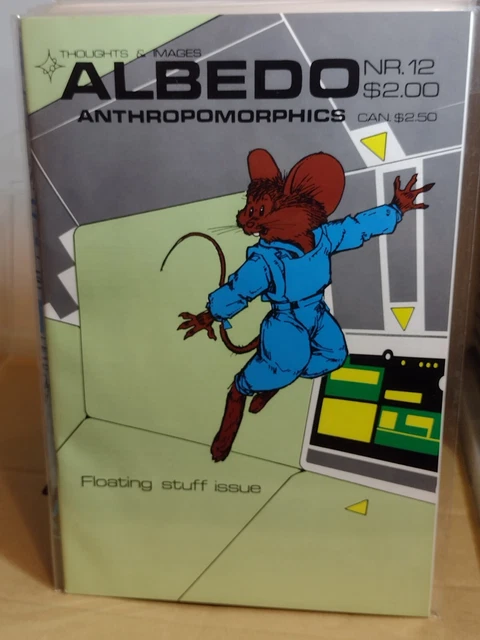 THOUGHTS & IMAGES
ALBEDO
NR. 12
$2.00
ANTHROPOMORPHICS
CAN $2.50
Floating stuff issue